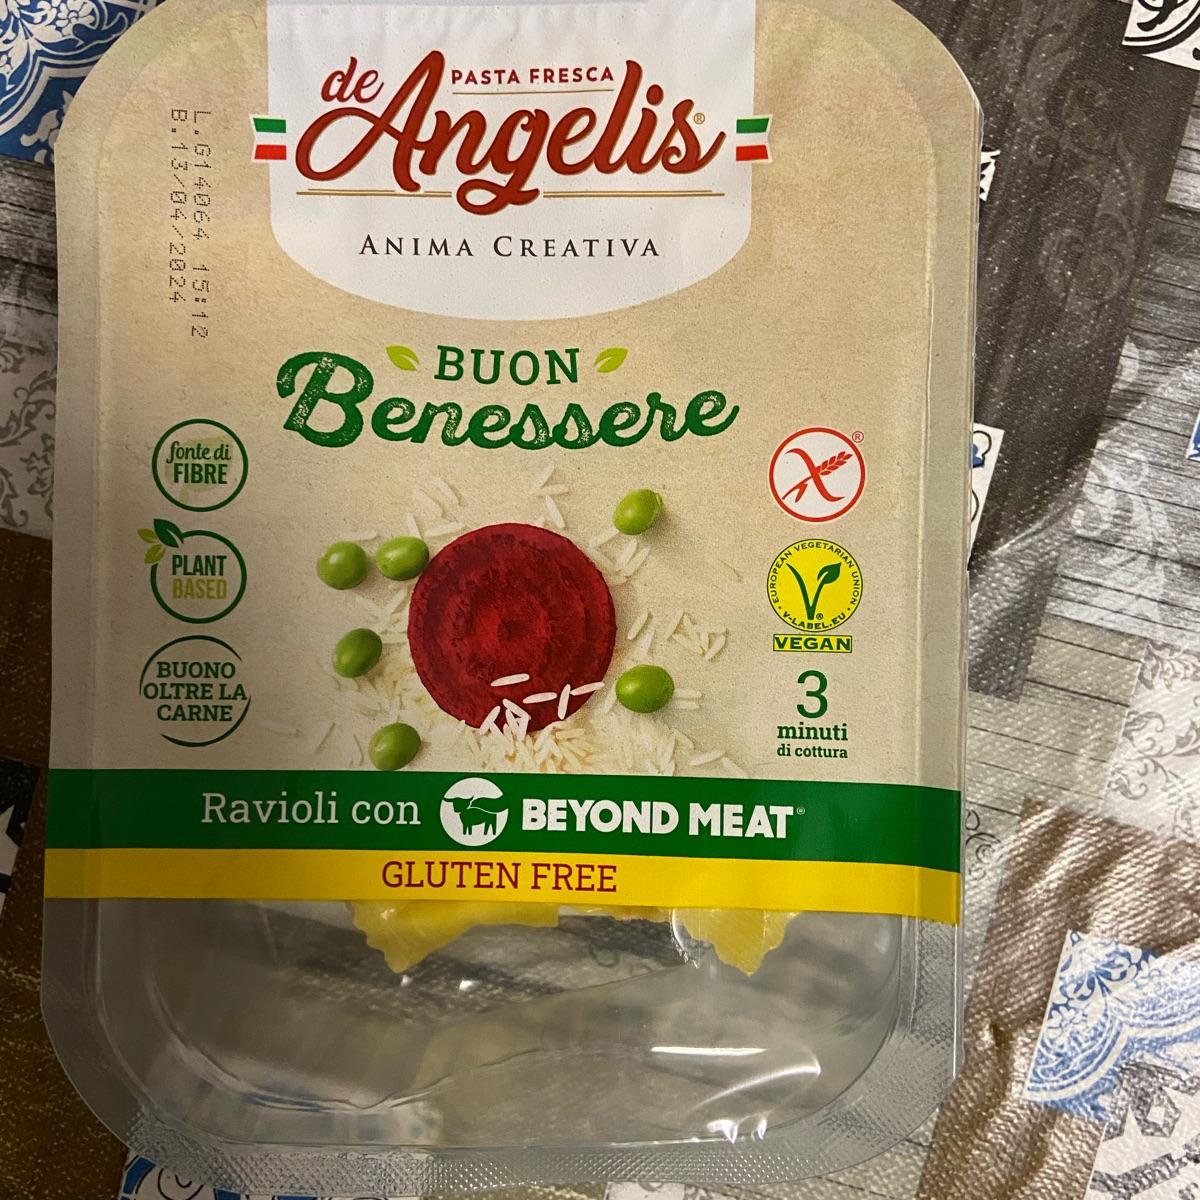 de
PASTA FRESCA
Angelis®
ANIMA CREATIVA
L.G14064 15:12
B.13/04/2024
BUON
Benessere
fonte di
FIBRE
PLANT
BASED
BUONO
OLTRE LA
CARNE
®
EUROPEAN VEGETARIAN UNION
V-LABEL.EU
VEGAN
3
minuti
di cottura
Ravioli con BEYOND MEAT®
GLUTEN FREE